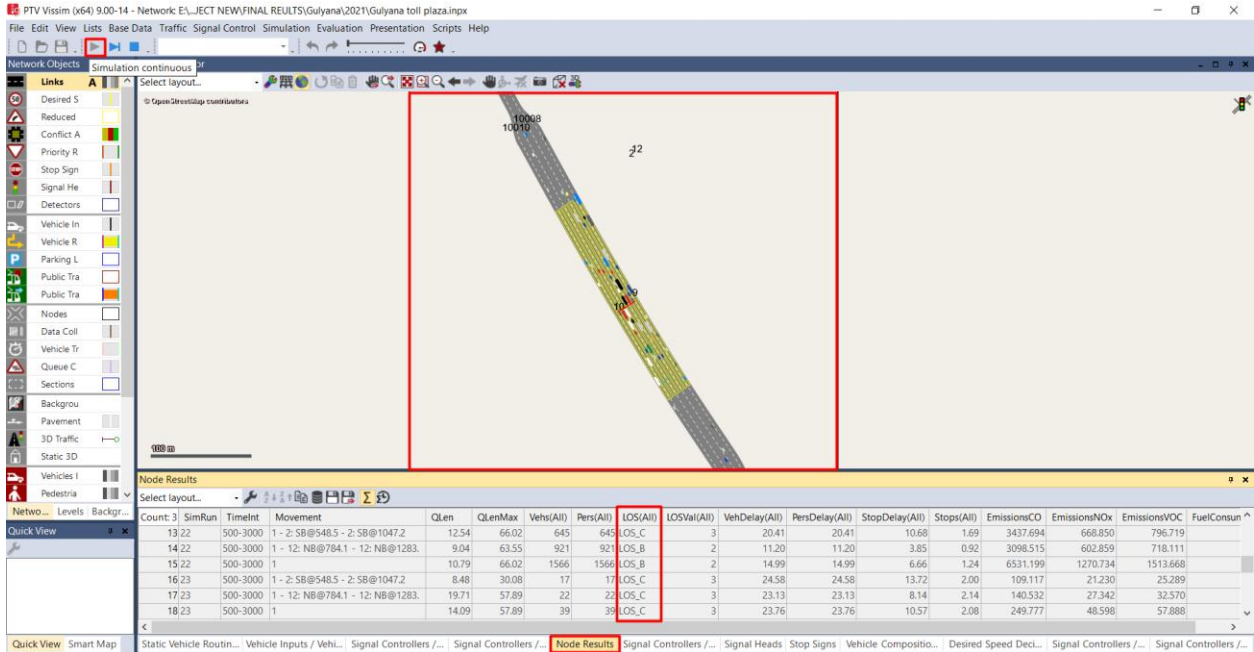 PTV Vissim (x64) 9.00-14 - Network: E:\...JECT NEW\FINAL REULTS\Gulyana\2021\Gulyana toll plaza.inpx
File Edit View Lists Base Data Traffic Signal Control Simulation Evaluation Presentation Scripts Help
Network Objects
Simulation continuous
Links A
Select layout...
© OpenStreetMap contributors
Desired S
Reduced
Conflict A
Priority R
Stop Sign
Signal He
Detectors
Vehicle In
Vehicle R
Parking L
Public Tra
Public Tra
Nodes
Data Coll
Vehicle Tr
Queue C
Sections
Backgrou
Pavement
3D Traffic
Static 3D
Vehicles I
Pedestria
Netwo... Levels Backgr...
Quick View
Quick View Smart Map
10008
10010
12
2
100 m
Node Results
Select layout...
Count: 3 SimRun TimeInt Movement QLen QLenMax Vehs(All) Pers(All) LOS(All) LOSVal(All) VehDelay(All) PersDelay(All) StopDelay(All) Stops(All) EmissionsCO EmissionsNOx EmissionsVOC FuelConsun
13 22 500-3000 1 - 2: SB@548.5 - 2: SB@1047.2 12.54 66.02 645 645 LOS_C 3 20.41 20.41 10.68 1.69 3437.694 668.850 796.719
14 22 500-3000 1 - 12: NB@784.1 - 12: NB@1283. 9.04 63.55 921 921 LOS_B 2 11.20 11.20 3.85 0.92 3098.515 602.859 718.111
15 22 500-3000 1 10.79 66.02 1566 1566 LOS_B 2 14.99 14.99 6.66 1.24 6531.199 1270.734 1513.668
16 23 500-3000 1 - 2: SB@548.5 - 2: SB@1047.2 8.48 30.08 17 17 LOS_C 3 24.58 24.58 13.72 2.00 109.117 21.230 25.289
17 23 500-3000 1 - 12: NB@784.1 - 12: NB@1283. 19.71 57.89 22 22 LOS_C 3 23.13 23.13 8.14 2.14 140.532 27.342 32.570
18 23 500-3000 1 14.09 57.89 39 39 LOS_C 3 23.76 23.76 10.57 2.08 249.777 48.598 57.888
Static Vehicle Routin... Vehicle Inputs / Vehi... Signal Controllers /... Signal Controllers /... Node Results Signal Controllers /... Signal Heads Stop Signs Vehicle Compositio... Desired Speed Deci... Signal Controllers /... Signal Controllers /...